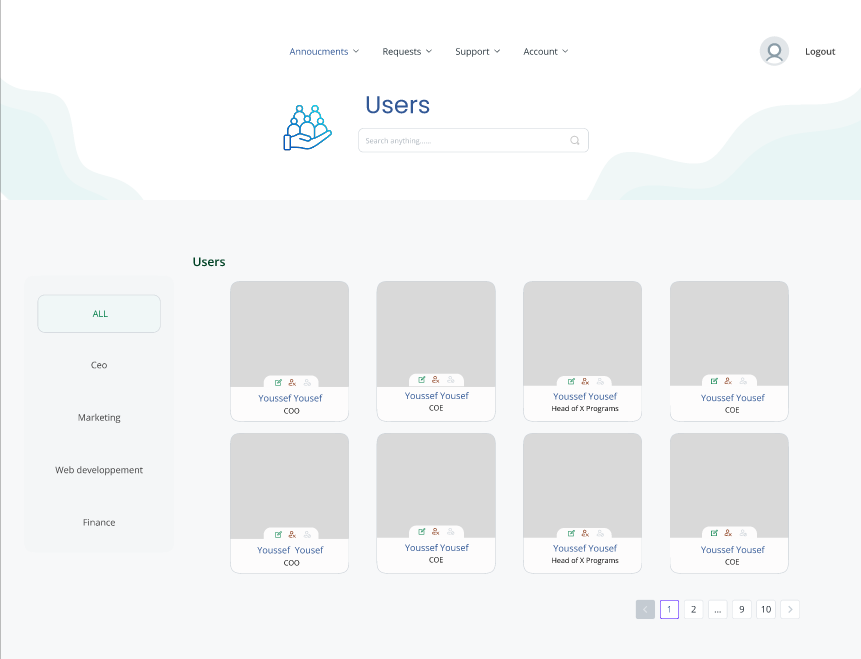 Annoucments Requests Support Account Logout
Users
Search anything......
Users
ALL
Ceo
Marketing
Web developpement
Finance
Youssef Yousef Youssef Yousef Youssef Yousef Youssef Yousef
COO COE Head of X Programs COE
Youssef Yousef Youssef Yousef Youssef Yousef Youssef Yousef
COO COE Head of X Programs COE
1 2 ... 9 10